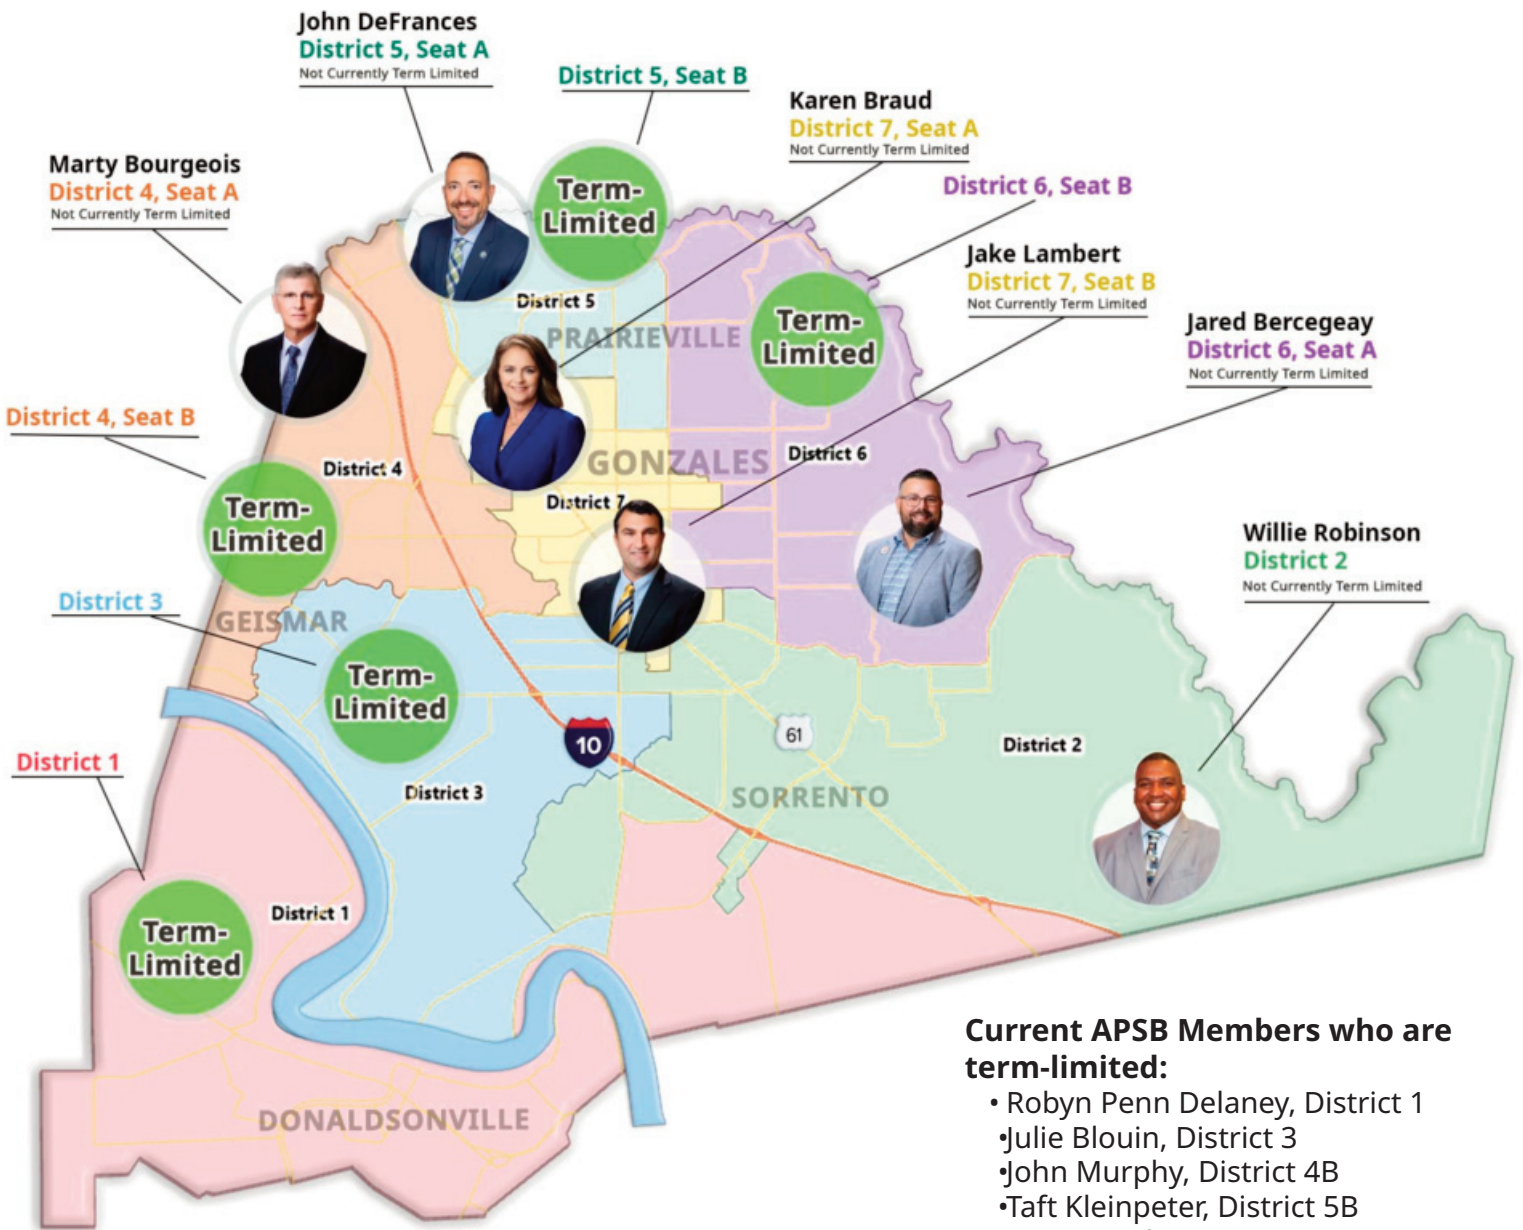 John DeFrances
District 5, Seat A
Not Currently Term Limited
District 5, Seat B
Karen Braud
District 7, Seat A
Not Currently Term Limited
Marty Bourgeois
District 4, Seat A
Not Currently Term Limited
District 6, Seat B
Term-
Limited
Jake Lambert
District 7, Seat B
Not Currently Term Limited
District 5
PRAIRIEVILLE
Term-
Limited
Jared Bercegeay
District 6, Seat A
Not Currently Term Limited
District 4, Seat B
District 4
GONZALES
District 6
District 7
Term-
Limited
Willie Robinson
District 2
Not Currently Term Limited
District 3
GEISMAR
Term-
Limited
10
61
District 2
District 1
District 3
SORRENTO
District 1
Term-
Limited
DONALDSONVILLE
Current APSB Members who are
term-limited:
• Robyn Penn Delaney, District 1
•Julie Blouin, District 3
•John Murphy, District 4B
•Taft Kleinpeter, District 5B